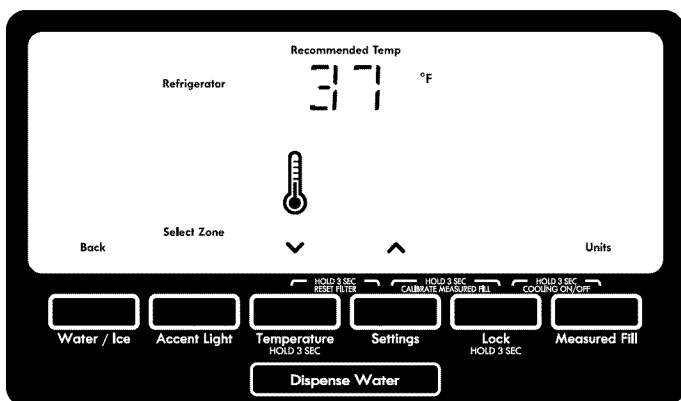 Recommended Temp
Refrigerator 37 °F
Select Zone
Back Units
HOLD 3 SEC HOLD 3 SEC HOLD 3 SEC
RESET FILTER CALIBRATE MEASURED FILL COOLING ON/OFF
Water / Ice Accent Light Temperature Settings Lock Measured Fill
HOLD 3 SEC HOLD 3 SEC
Dispense Water